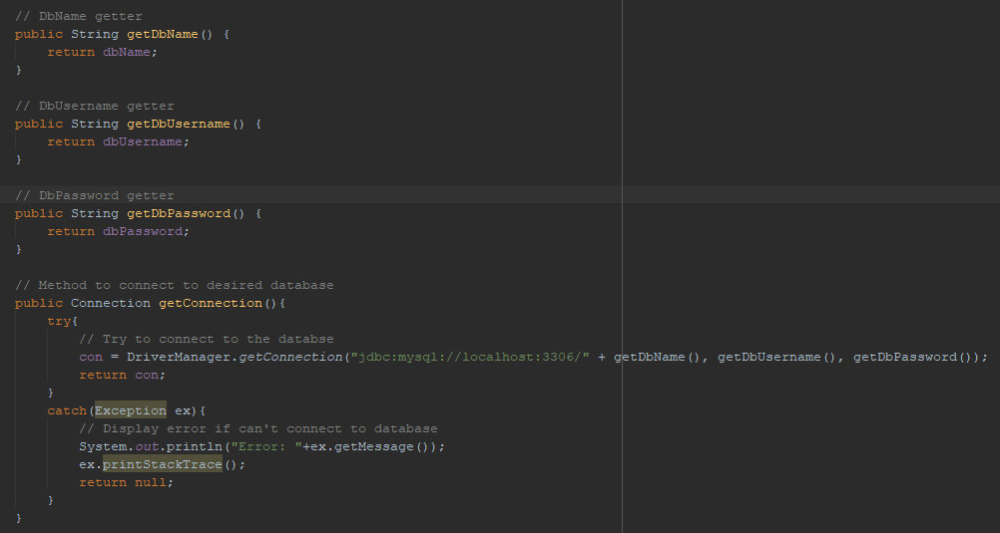 // DbName getter
public String getDbName() {
    return dbName;
}

// DbUsername getter
public String getDbUsername() {
    return dbUsername;
}

// DbPassword getter
public String getDbPassword() {
    return dbPassword;
}

// Method to connect to desired database
public Connection getConnection(){
    try{
        // Try to connect to the databse
        con = DriverManager.getConnection("jdbc:mysql://localhost:3306/" + getDbName(), getDbUsername(), getDbPassword());
        return con;
    }
    catch(Exception ex){
        // Display error if can't connect to database
        System.out.println("Error: "+ex.getMessage());
        ex.printStackTrace();
        return null;
    }
}